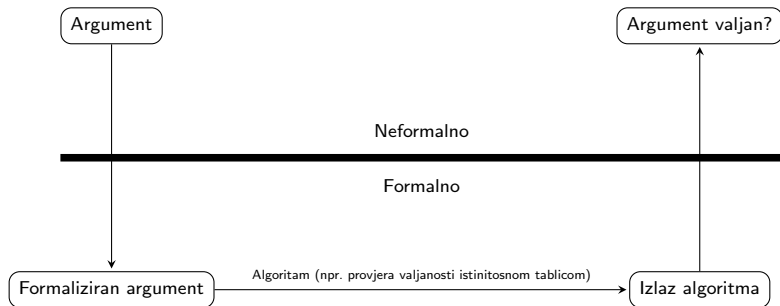 Argument
Argument valjan?
Neformalno
Formalno
Algoritam (npr. provjera valjanosti istinitosnom tablicom)
Formaliziran argument
Izlaz algoritma